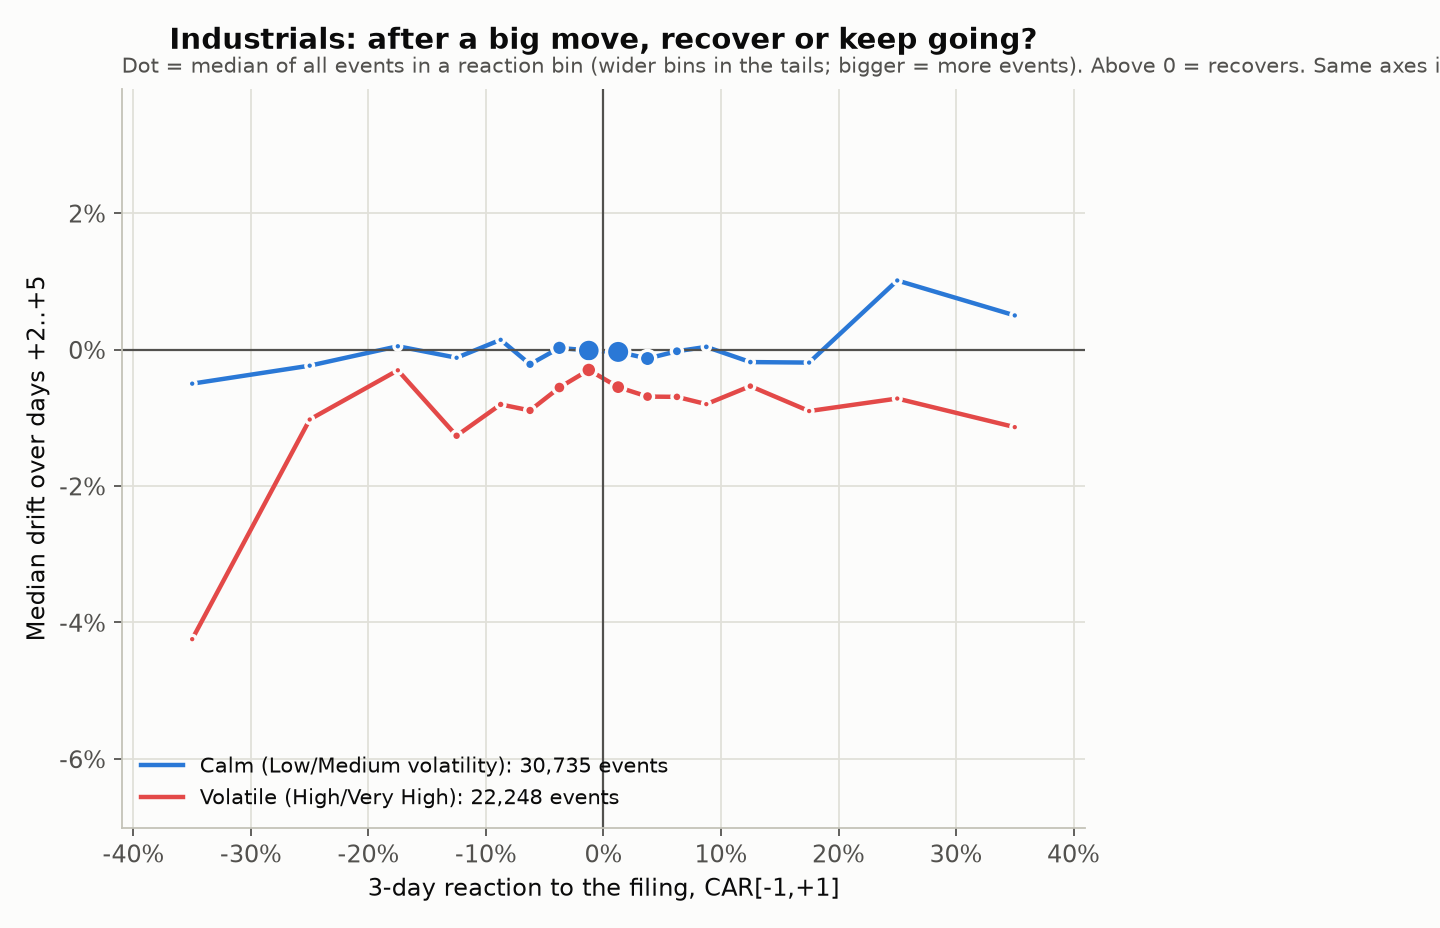 Industrials: after a big move, recover or keep going?
Dot = median of all events in a reaction bin (wider bins in the tails; bigger = more events). Above 0 = recovers. Same axes i
2%
0%
-2%
-4%
-6%
Median drift over days +2..+5
Calm (Low/Medium volatility): 30,735 events
Volatile (High/Very High): 22,248 events
-40%
-30%
-20%
-10%
0%
10%
20%
30%
40%
3-day reaction to the filing, CAR[-1,+1]